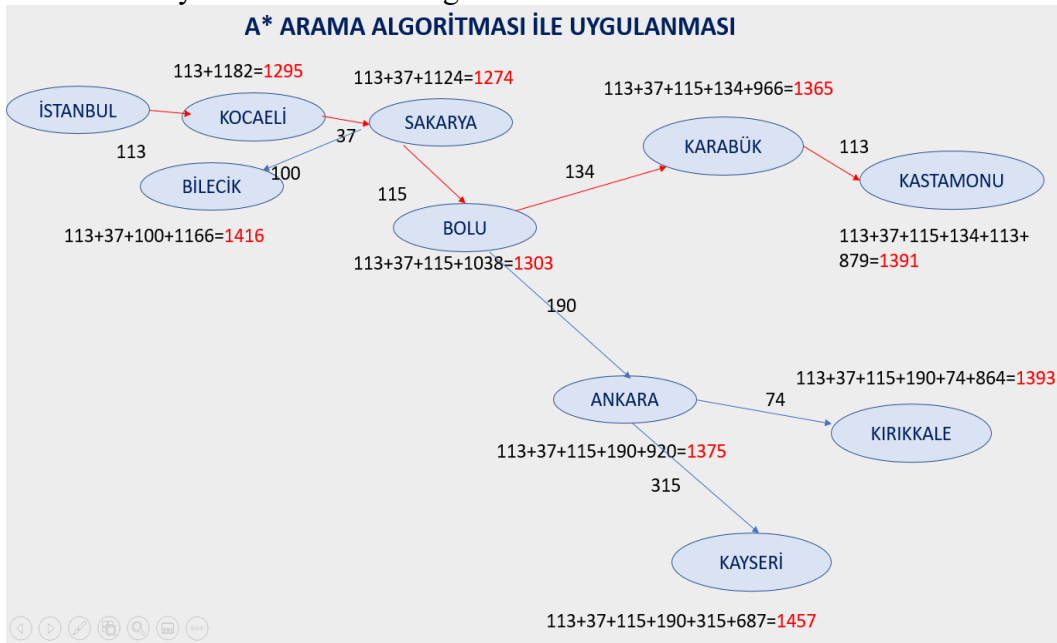 A* ARAMA ALGORİTMASI İLE UYGULANMASI
113+1182=1295
113+37+1124=1274
113+37+115+134+966=1365
İSTANBUL
KOCAELİ
SAKARYA
KARABÜK
KASTAMONU
113
37
100
BİLECİK
134
113
115
BOLU
113+37+100+1166=1416
113+37+115+134+113+
879=1391
113+37+115+1038=1303
190
113+37+115+190+74+864=1393
ANKARA
74
KIRIKKALE
113+37+115+190+920=1375
315
KAYSERİ
113+37+115+190+315+687=1457